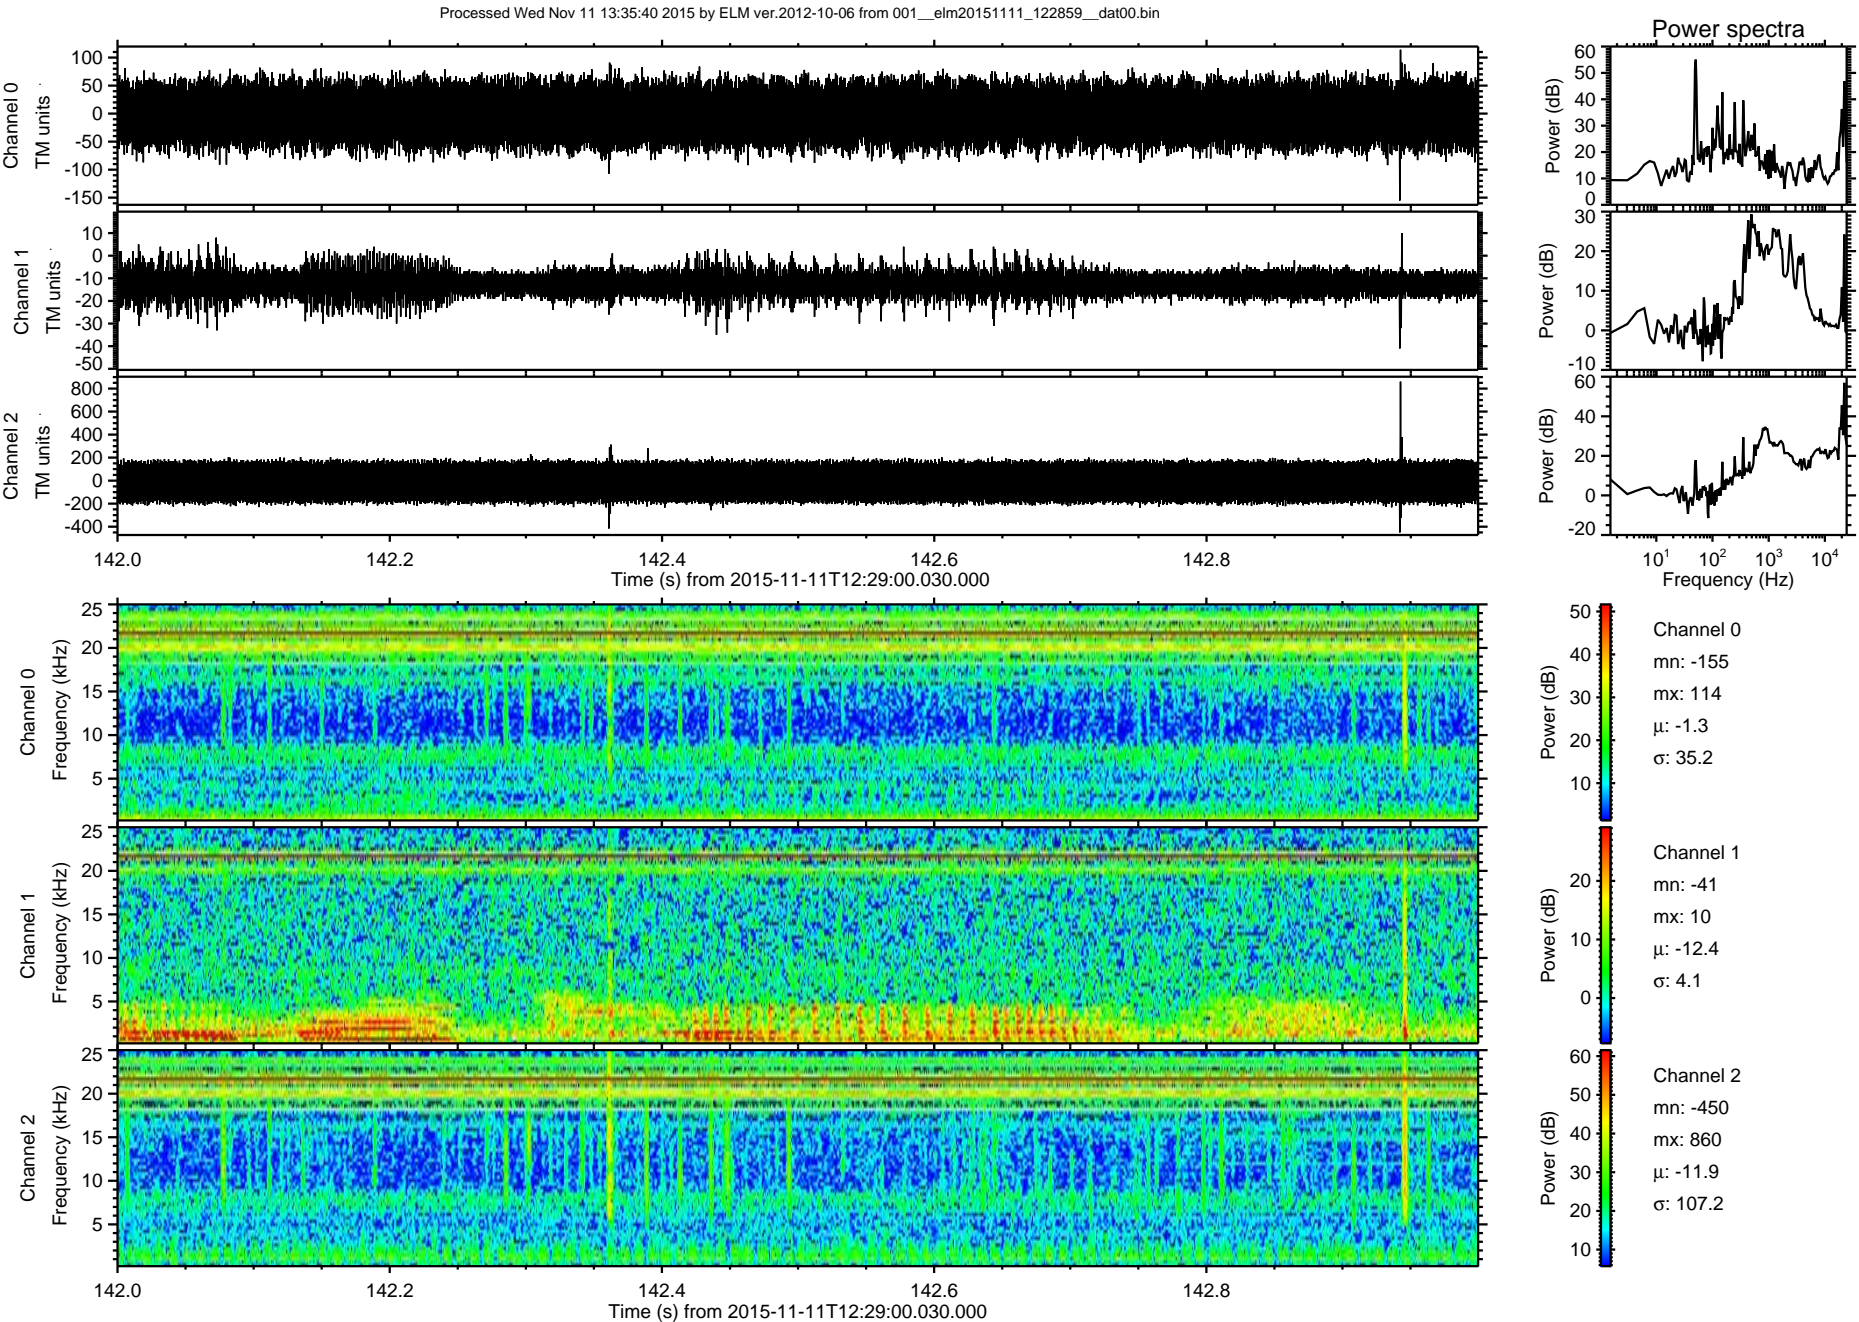 Processed Wed Nov 11 13:35:40 2015 by ELM ver.2012-10-06 from 001__elm20151111_122859__dat00.bin
Power spectra
Channel 0
TM units
100
50
0
-50
-100
-150
Power (dB)
60
50
40
30
20
10
0
Channel 1
TM units
10
0
-10
-20
-30
-40
-50
Power (dB)
30
20
10
0
-10
Channel 2
TM units
800
600
400
200
0
-200
-400
Power (dB)
60
40
20
0
-20
142.0 142.2 142.4 142.6 142.8
Time (s) from 2015-11-11T12:29:00.030.000
10¹ 10² 10³ 10⁴
Frequency (Hz)
Channel 0
Frequency (kHz)
25
20
15
10
5
Power (dB)
50
40
30
20
10
Channel 0
mn: -155
mx: 114
μ: -1.3
σ: 35.2
Channel 1
Frequency (kHz)
25
20
15
10
5
Power (dB)
20
10
0
Channel 1
mn: -41
mx: 10
μ: -12.4
σ: 4.1
Channel 2
Frequency (kHz)
25
20
15
10
5
Power (dB)
60
50
40
30
20
10
Channel 2
mn: -450
mx: 860
μ: -11.9
σ: 107.2
142.0 142.2 142.4 142.6 142.8
Time (s) from 2015-11-11T12:29:00.030.000